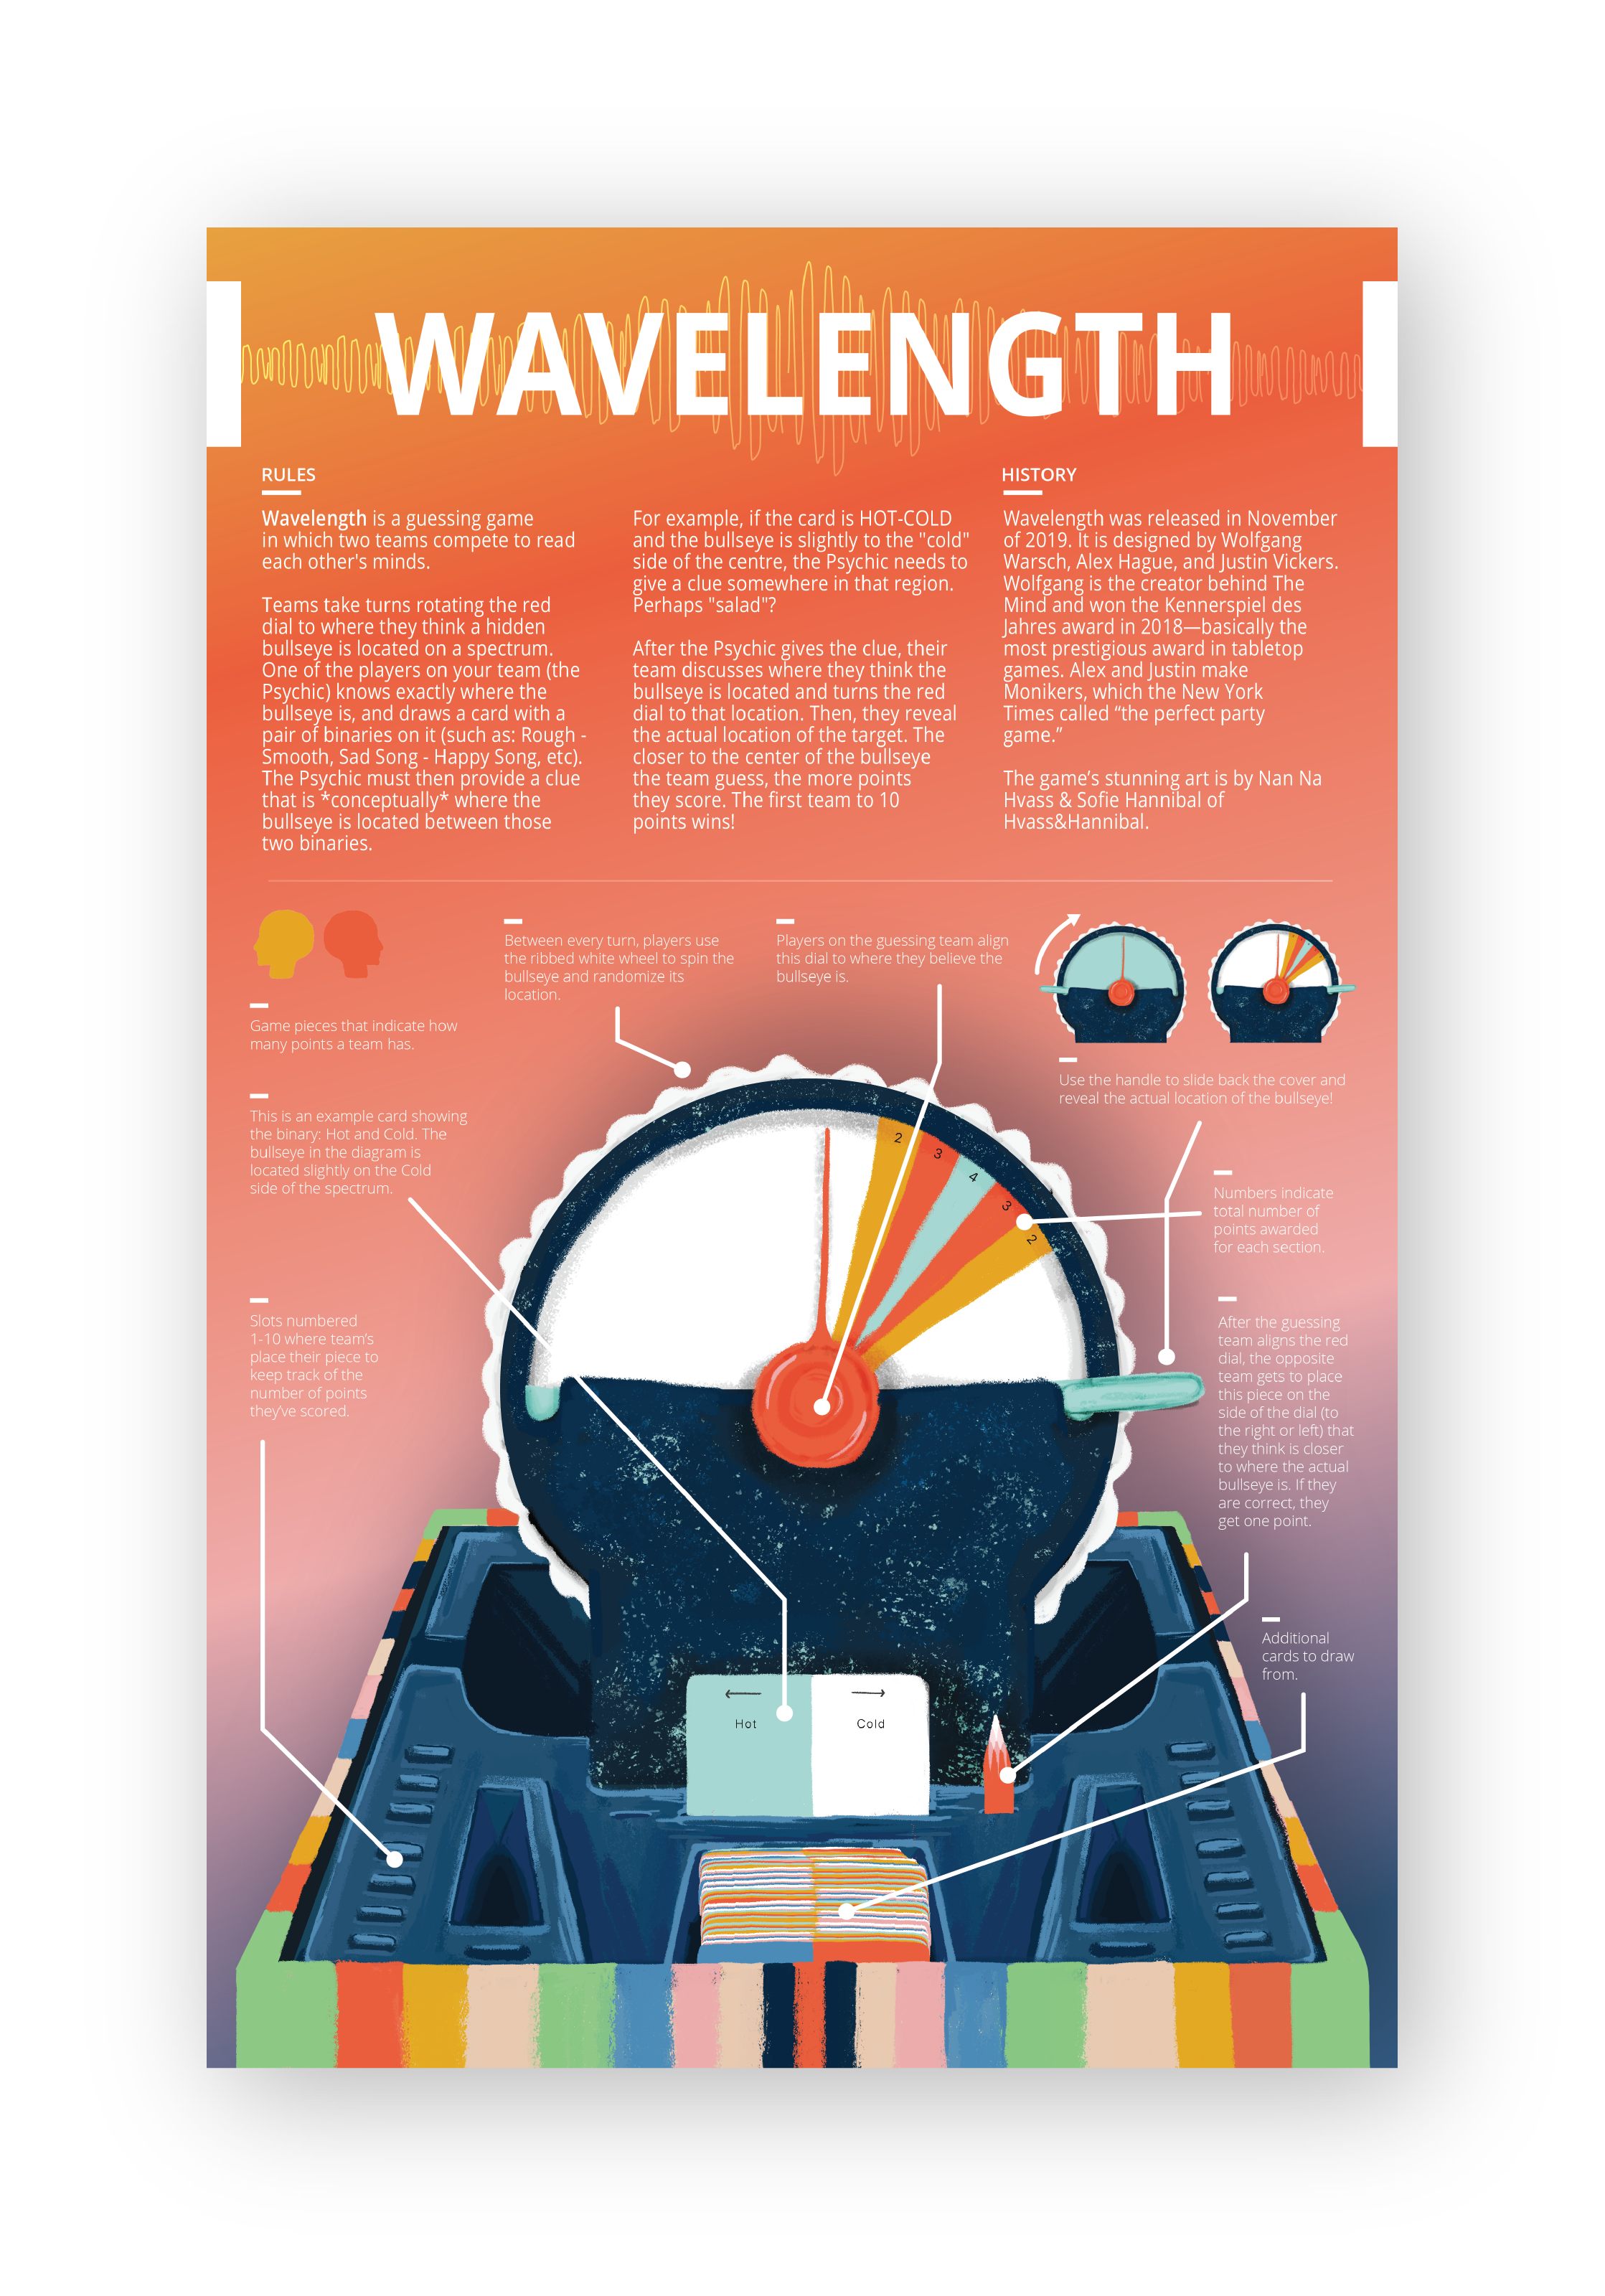 WAVELENGTH
RULES
Wavelength is a guessing game
in which two teams compete to read
each other's minds.
Teams take turns rotating the red
dial to where they think a hidden
bullseye is located on a spectrum.
One of the players on your team (the
Psychic) knows exactly where the
bullseye is, and draws a card with a
pair of binaries on it (such as: Rough -
Smooth, Sad Song - Happy Song, etc).
The Psychic must then provide a clue
that is *conceptually* where the
bullseye is located between those
two binaries.
For example, if the card is HOT-COLD
and the bullseye is slightly to the "cold"
side of the centre, the Psychic needs to
give a clue somewhere in that region.
Perhaps "salad"?
After the Psychic gives the clue, their
team discusses where they think the
bullseye is located and turns the red
dial to that location. Then, they reveal
the actual location of the target. The
closer to the center of the bullseye
the team guess, the more points
they score. The first team to 10
points wins!
HISTORY
Wavelength was released in November
of 2019. It is designed by Wolfgang
Warsch, Alex Hague, and Justin Vickers.
Wolfgang is the creator behind The
Mind and won the Kennerspiel des
Jahres award in 2018—basically the
most prestigious award in tabletop
games. Alex and Justin make
Monikers, which the New York
Times called “the perfect party
game.”
The game’s stunning art is by Nan Na
Hvass & Sofie Hannibal of
Hvass&Hannibal.
Game pieces that indicate how
many points a team has.
Between every turn, players use
the ribbed white wheel to spin the
bullseye and randomize its
location.
Players on the guessing team align
this dial to where they believe the
bullseye is.
Use the handle to slide back the cover and
reveal the actual location of the bullseye!
This is an example card showing
the binary: Hot and Cold. The
bullseye in the diagram is
located slightly on the Cold
side of the spectrum.
2
3
4
3
2
Numbers indicate
total number of
points awarded
for each section.
Slots numbered
1-10 where team's
place their piece to
keep track of the
number of points
they've scored.
After the guessing
team aligns the red
dial, the opposite
team gets to place
this piece on the
side of the dial (to
the right or left) that
they think is closer
to where the actual
bullseye is. If they
are correct, they
get one point.
Additional
cards to draw
from.
Hot
Cold